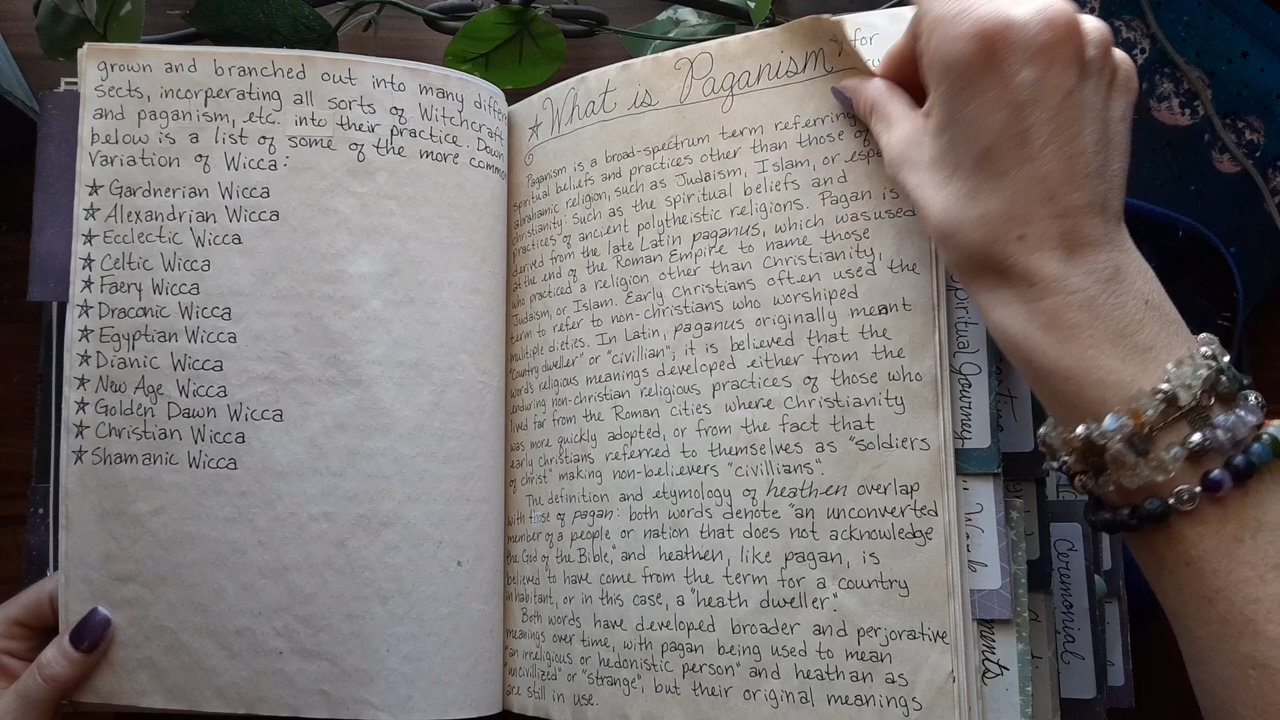 grown and branched out into many differ
sects, incorperating all sorts of Witchcraft
and paganism, etc. into their practice. Down
below is a list of some of the more common
variation of Wicca:
★ Gardnerian Wicca
★ Alexandrian Wicca
★ Ecclectic Wicca
★ Celtic Wicca
★ Faery Wicca
★ Draconic Wicca
★ Egyptian Wicca
★ Dianic Wicca
★ New Age Wicca
★ Golden Dawn Wicca
★ Christian Wicca
★ Shamanic Wicca
★ What is Paganism ★
for
Paganism is a broad-spectrum term referring
spiritual beliefs and practices other than those of
abrahamic religion, such as Judaism, Islam, or espe
christianity: Such as the spiritual beliefs and
practices of ancient polytheistic religions. Pagan is
derived from the late Latin paganus, which was used
at the end of the Roman Empire to name those
who practiced a religion other than Christianity,
Judaism, or Islam. Early Christians often used the
term to refer to non-christians who worshiped
multiple dieties. In Latin, paganus originally meant
"Country dweller" or "civillian"; it is believed that the
word's religious meanings developed either from the
enduring non-christian religious practices of those who
lived far from the Roman cities where Christianity
was more quickly adopted, or from the fact that
early christians referred to themselves as "soldiers
of christ" making non-believers "civillians".
The definition and etymology of heathen overlap
with those of pagan: both words denote "an unconverted
member of a people or nation that does not acknowledge
the God of the Bible," and heathen, like pagan, is
believed to have come from the term for a country
inhabitant, or in this case, a "heath dweller".
Both words have developed broader and perjorative
meanings over time, with pagan being used to mean
"an irreligious or hedonistic person" and heathan as
"uncivilized" or "strange", but their original meanings
are still in use.
Spiritual Journey
Ceremonial